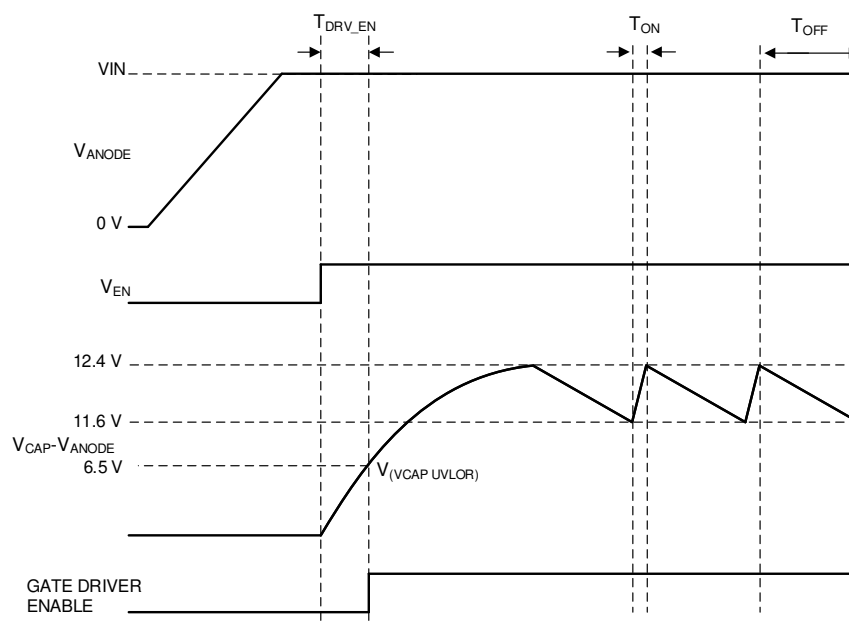 T_DRV_EN
T_ON
T_OFF
VIN
V_ANODE
0 V
V_EN
12.4 V
11.6 V
V_CAP-V_ANODE
6.5 V
V_(VCAP UVLOR)
GATE DRIVER
ENABLE